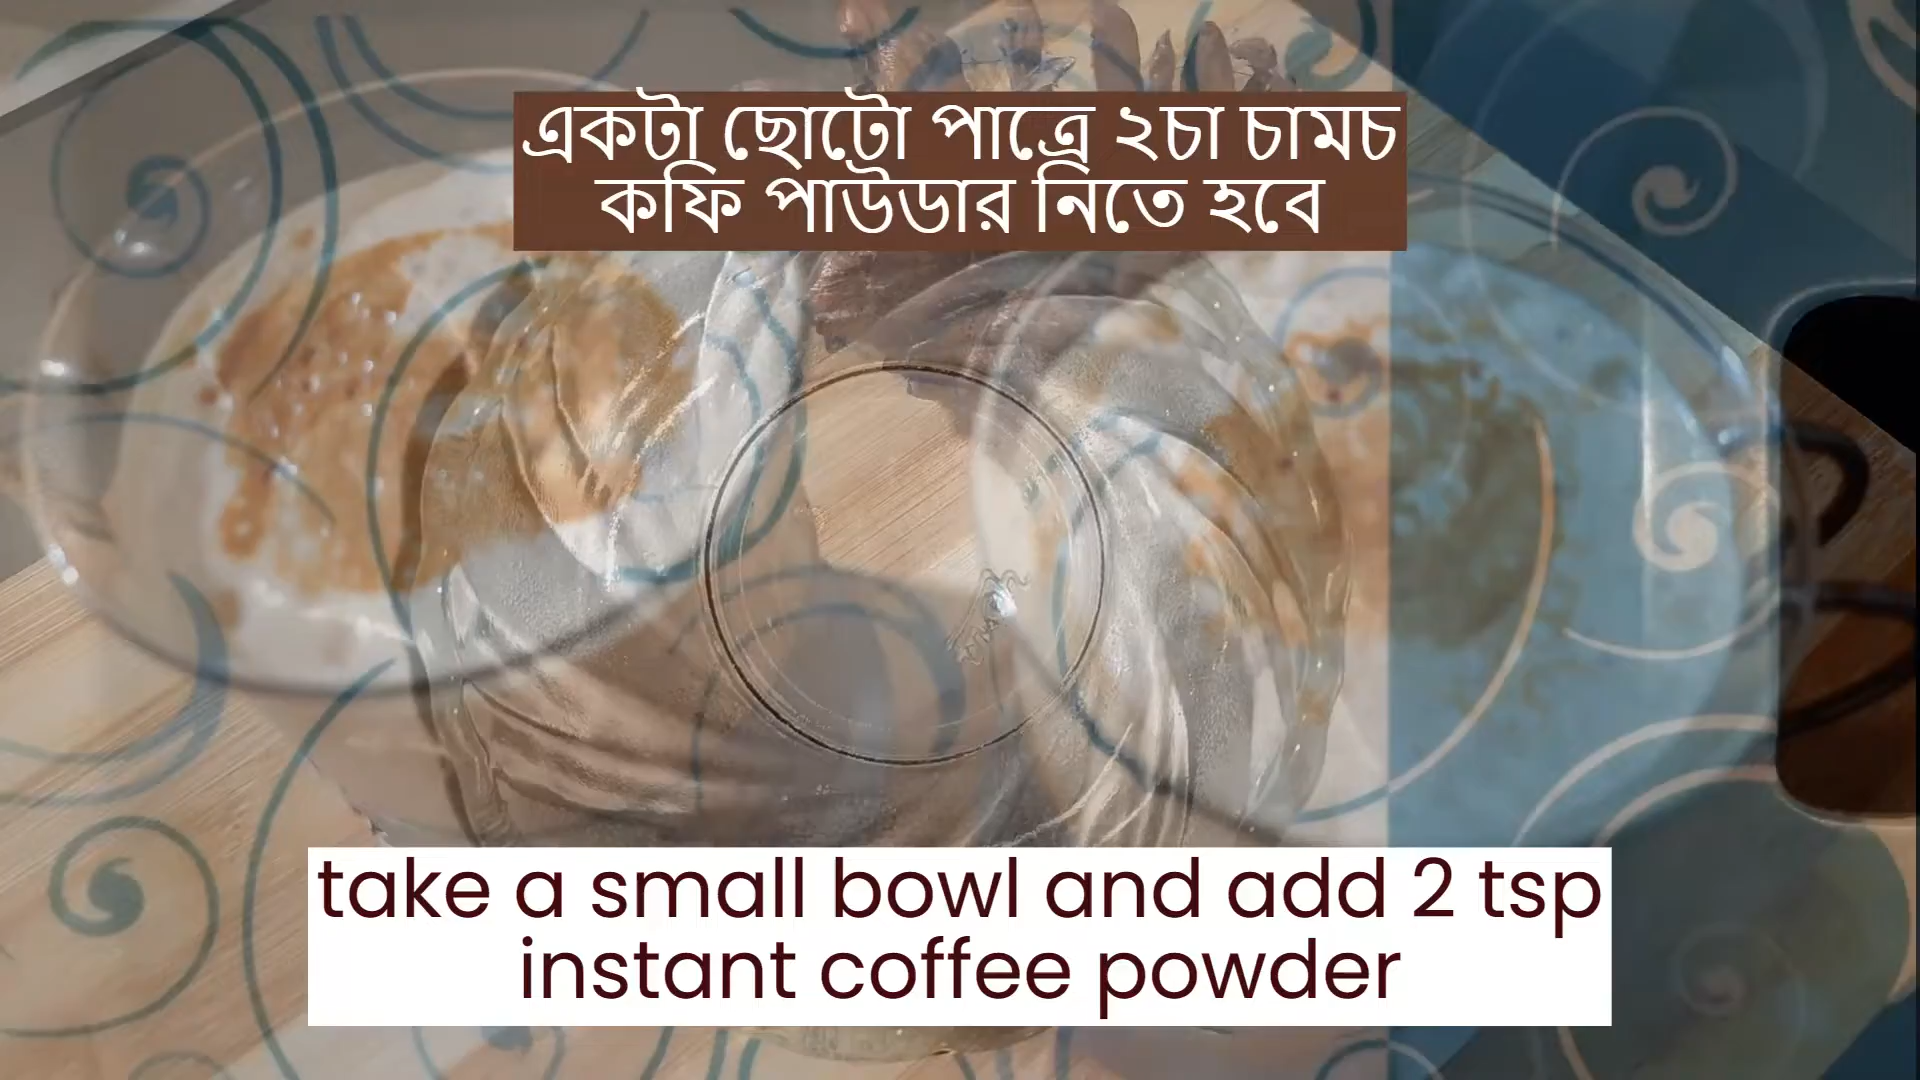 একটা ছোটো পাত্রে ২চা চামচ
কফি পাউডার নিতে হবে
take a small bowl and add 2 tsp
instant coffee powder